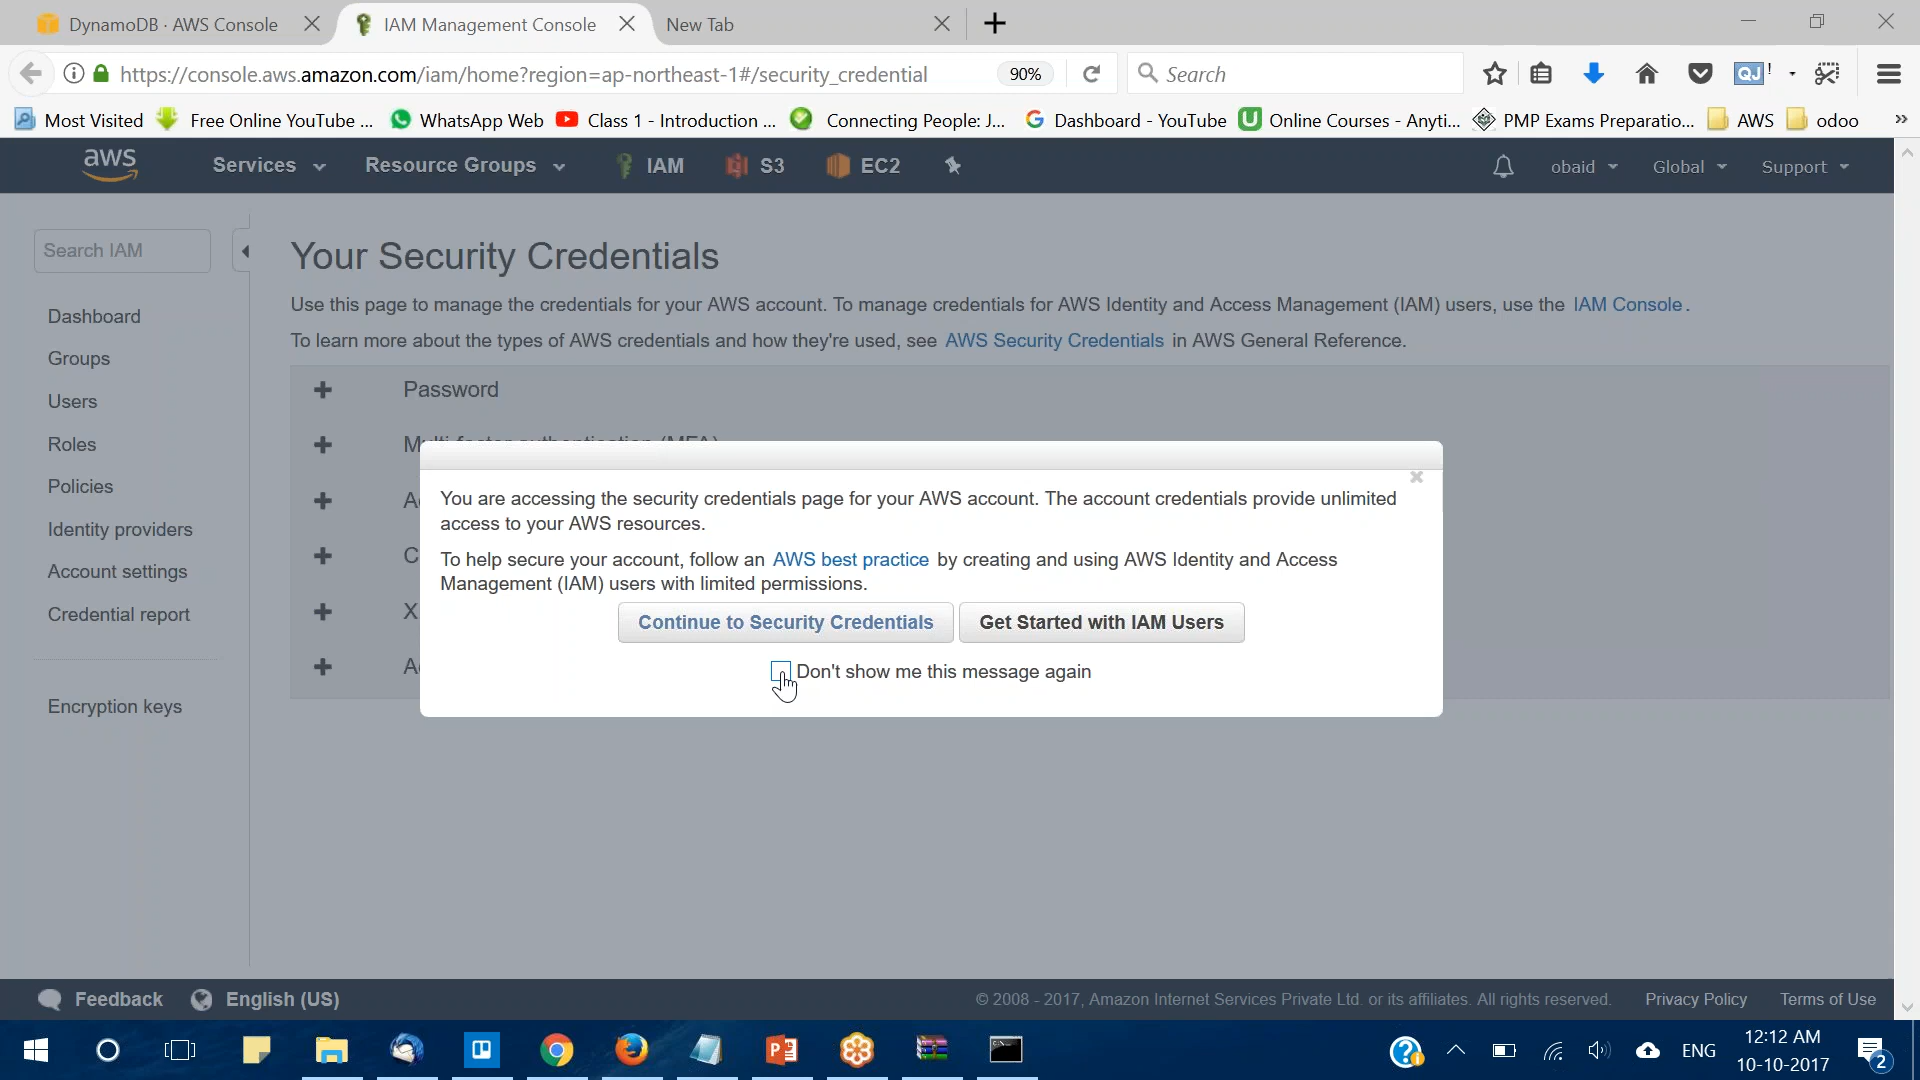 DynamoDB · AWS Console
IAM Management Console
New Tab
https://console.aws.amazon.com/iam/home?region=ap-northeast-1#/security_credential
90%
Search
QJ
!
Most Visited
Free Online YouTube ...
WhatsApp Web
Class 1 - Introduction ...
Connecting People: J...
Dashboard - YouTube
Online Courses - Anyti...
PMP Exams Preparatio...
AWS
odoo
aws
Services
Resource Groups
IAM
S3
EC2
obaid
Global
Support
Search IAM
Dashboard
Groups
Users
Roles
Policies
Identity providers
Account settings
Credential report
Encryption keys
Your Security Credentials
Use this page to manage the credentials for your AWS account. To manage credentials for AWS Identity and Access Management (IAM) users, use the IAM Console .
To learn more about the types of AWS credentials and how they're used, see AWS Security Credentials in AWS General Reference.
Password
Multi-factor authentication (MFA)
A
C
X
A
You are accessing the security credentials page for your AWS account. The account credentials provide unlimited
access to your AWS resources.
To help secure your account, follow an AWS best practice by creating and using AWS Identity and Access
Management (IAM) users with limited permissions.
Continue to Security Credentials
Get Started with IAM Users
Don't show me this message again
Feedback
English (US)
© 2008 - 2017, Amazon Internet Services Private Ltd. or its affiliates. All rights reserved.
Privacy Policy
Terms of Use
ENG
12:12 AM
10-10-2017
2